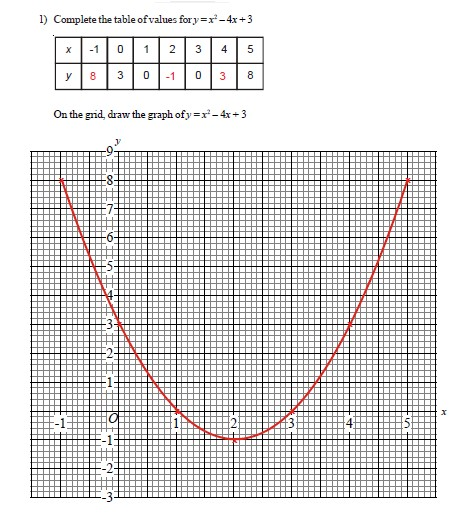 1) Complete the table of values for y = x² – 4x + 3
x -1 0 1 2 3 4 5
y 8 3 0 -1 0 3 8
On the grid, draw the graph of y = x² – 4x + 3
y
9
8
7
6
5
4
3
2
1
x
-1 O 1 2 3 4 5
-1
-2
-3